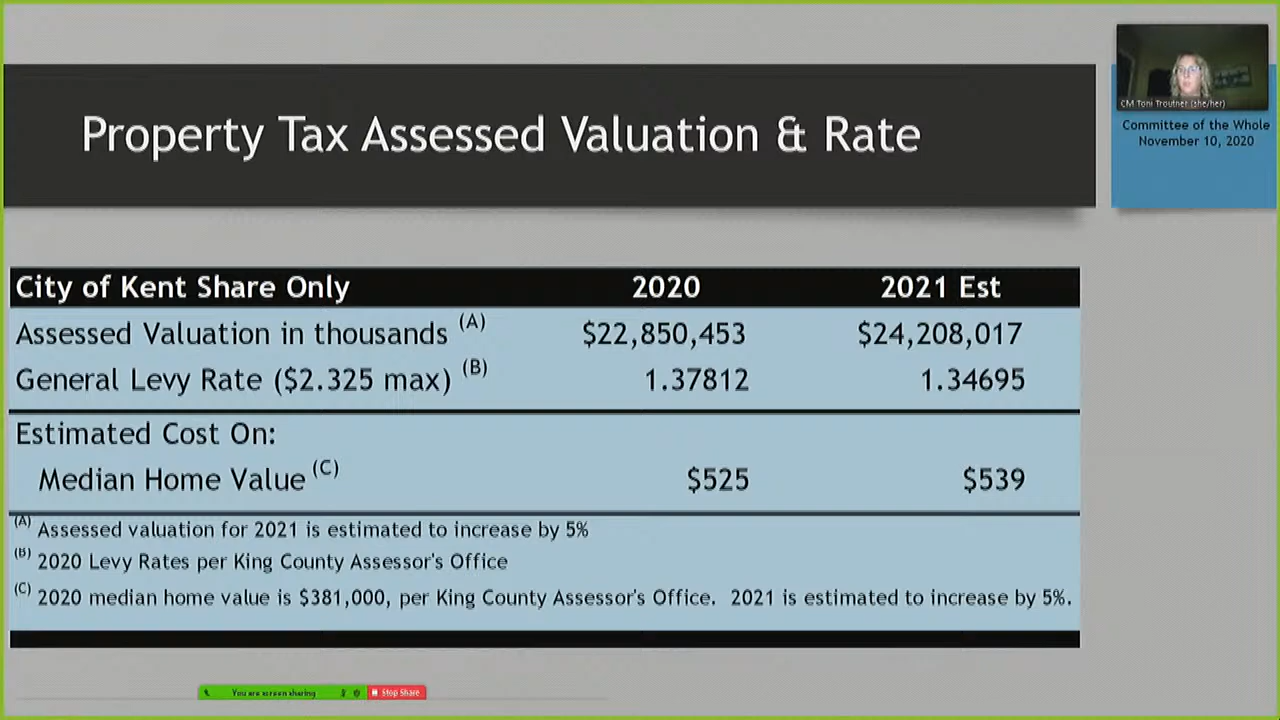 Property Tax Assessed Valuation & Rate
CM Toni Troutner (she/her)
Committee of the Whole
November 10, 2020
City of Kent Share Only 2020 2021 Est
Assessed Valuation in thousands (A) $22,850,453 $24,208,017
General Levy Rate ($2.325 max) (B) 1.37812 1.34695
Estimated Cost On:
Median Home Value (C) $525 $539
(A) Assessed valuation for 2021 is estimated to increase by 5%
(B) 2020 Levy Rates per King County Assessor's Office
(C) 2020 median home value is $381,000, per King County Assessor's Office. 2021 is estimated to increase by 5%.
You are screen sharing Stop Share